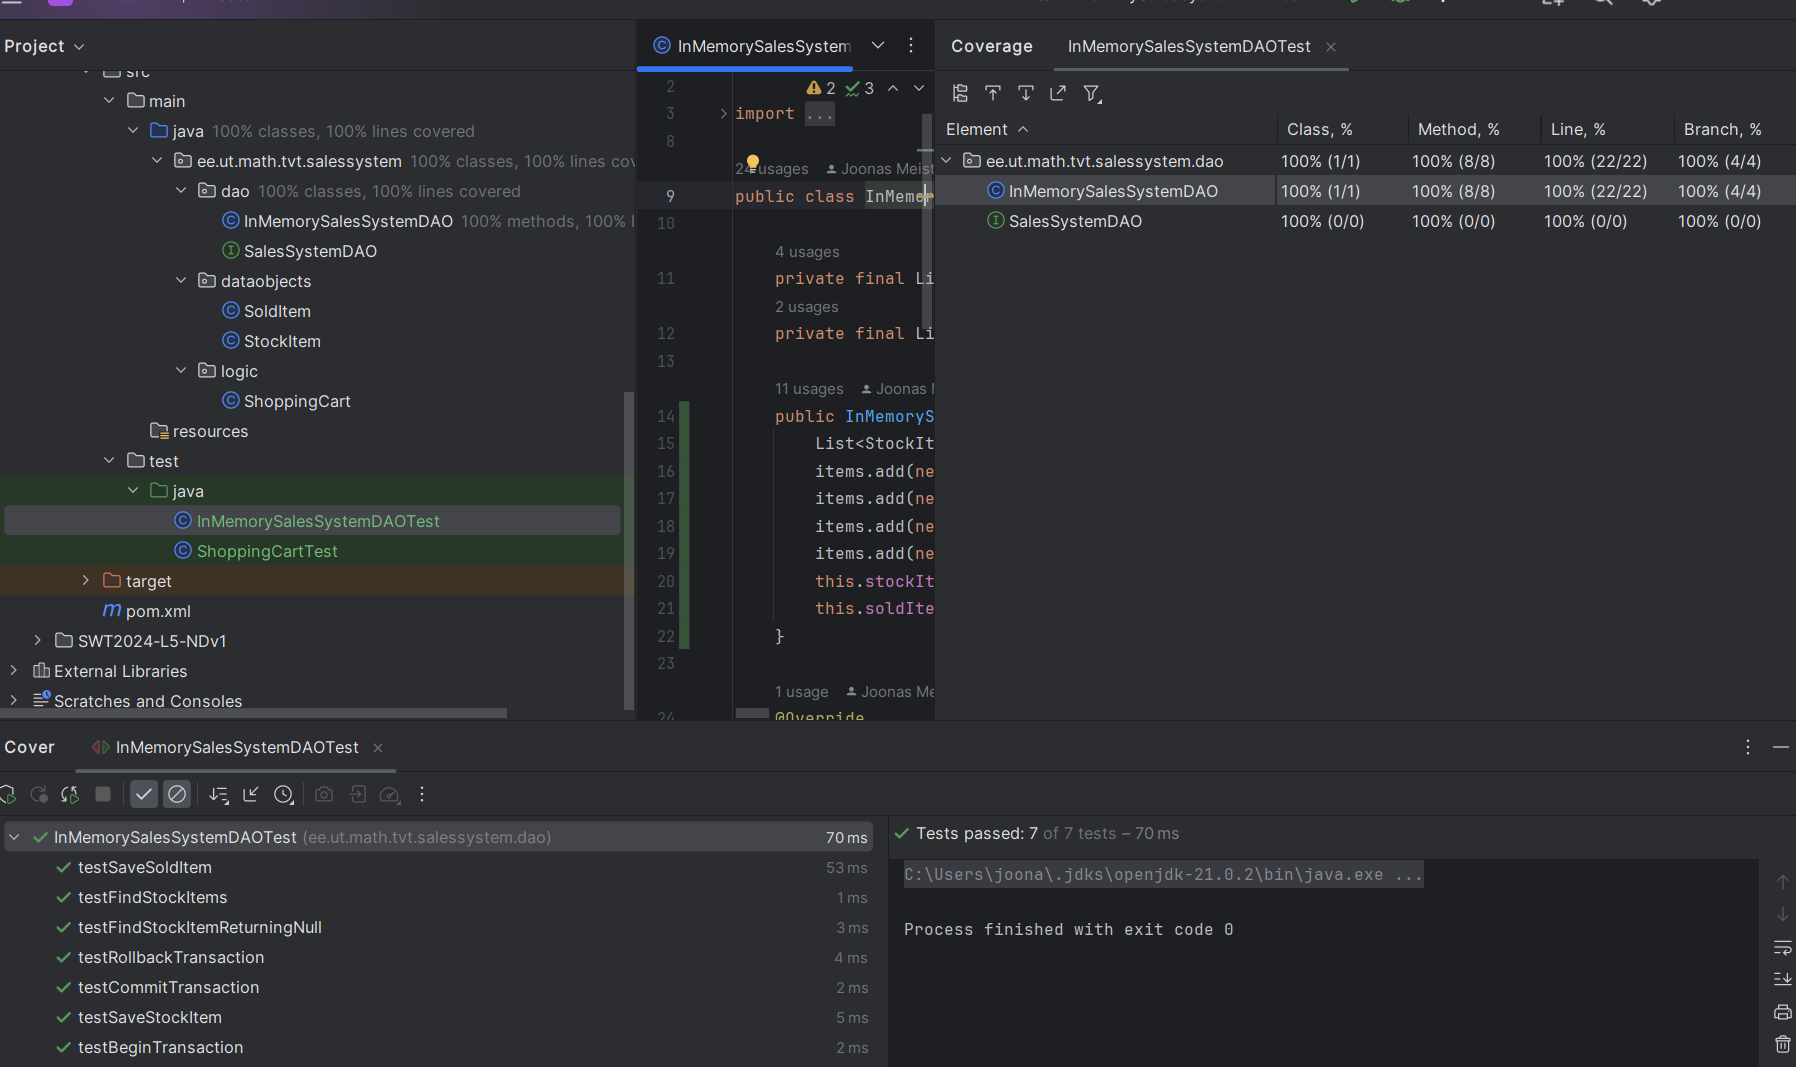 Project
src
main
java 100% classes, 100% lines covered
ee.ut.math.tvt.salessystem 100% classes, 100% lines cov
dao 100% classes, 100% lines covered
InMemorySalesSystemDAO 100% methods, 100% l
SalesSystemDAO
dataobjects
SoldItem
StockItem
logic
ShoppingCart
resources
test
java
InMemorySalesSystemDAOTest
ShoppingCartTest
target
pom.xml
SWT2024-L5-NDv1
External Libraries
Scratches and Consoles
InMemorySalesSystem
2 3
2
3 import ...
8
usages Joonas Meist
9 public class InMemor
10
4 usages
11 private final Li
2 usages
12 private final Li
13
11 usages Joonas M
14 public InMemoryS
15 List<StockIt
16 items.add(ne
17 items.add(ne
18 items.add(ne
19 items.add(ne
20 this.stockIt
21 this.soldIte
22 }
23
1 usage Joonas Me
24 @Override
Coverage InMemorySalesSystemDAOTest
Element Class, % Method, % Line, % Branch, %
ee.ut.math.tvt.salessystem.dao 100% (1/1) 100% (8/8) 100% (22/22) 100% (4/4)
InMemorySalesSystemDAO 100% (1/1) 100% (8/8) 100% (22/22) 100% (4/4)
SalesSystemDAO 100% (0/0) 100% (0/0) 100% (0/0) 100% (0/0)
Cover InMemorySalesSystemDAOTest
InMemorySalesSystemDAOTest (ee.ut.math.tvt.salessystem.dao) 70 ms
testSaveSoldItem 53 ms
testFindStockItems 1 ms
testFindStockItemReturningNull 3 ms
testRollbackTransaction 4 ms
testCommitTransaction 2 ms
testSaveStockItem 5 ms
testBeginTransaction 2 ms
Tests passed: 7 of 7 tests – 70 ms
C:\Users\joona\.jdks\openjdk-21.0.2\bin\java.exe ...
Process finished with exit code 0